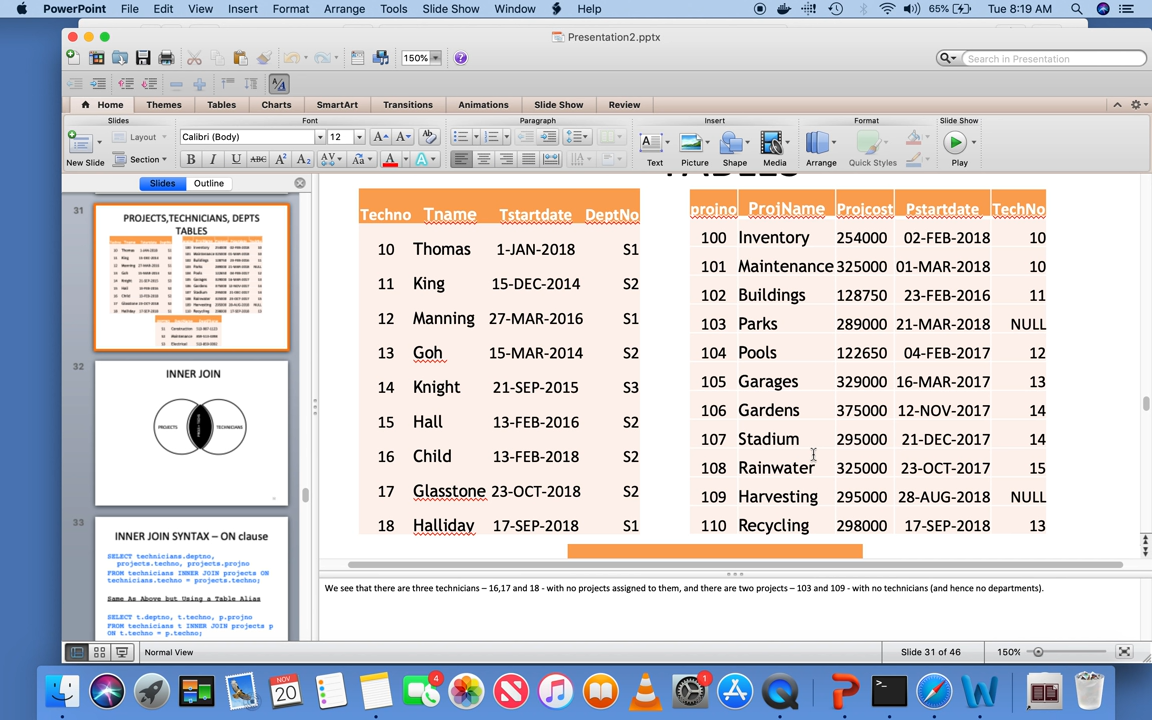 PowerPoint File Edit View Insert Format Arrange Tools Slide Show Window Help 65% Tue 8:19 AM
Presentation2.pptx
150% Search in Presentation
Home Themes Tables Charts SmartArt Transitions Animations Slide Show Review
Slides Font Paragraph Insert Format Slide Show
New Slide Layout Section Calibri (Body) 12 Text Picture Shape Media Arrange Quick Styles Play
Slides Outline
31
PROJECTS,TECHNICIANS, DEPTS
TABLES
32
INNER JOIN
PROJECTS TECHNICIANS
33
INNER JOIN SYNTAX – ON clause
SELECT technicians.deptno,
projects.techno, projects.projno
FROM technicians INNER JOIN projects ON
technicians.techno = projects.techno;
Same As Above but Using a Table Alias
SELECT t.deptno, t.techno, p.projno
FROM technicians t INNER JOIN projects p
ON t.techno = p.techno;
TABLES
Techno Tname Tstartdate DeptNo
10 Thomas 1-JAN-2018 S1
11 King 15-DEC-2014 S2
12 Manning 27-MAR-2016 S1
13 Goh 15-MAR-2014 S2
14 Knight 21-SEP-2015 S3
15 Hall 13-FEB-2016 S2
16 Child 13-FEB-2018 S2
17 Glasstone 23-OCT-2018 S2
18 Halliday 17-SEP-2018 S1
projno ProjName Projcost Pstartdate TechNo
100 Inventory 254000 02-FEB-2018 10
101 Maintenance 325000 01-MAR-2018 10
102 Buildings 128750 23-FEB-2016 11
103 Parks 289000 21-MAR-2018 NULL
104 Pools 122650 04-FEB-2017 12
105 Garages 329000 16-MAR-2017 13
106 Gardens 375000 12-NOV-2017 14
107 Stadium 295000 21-DEC-2017 14
108 Rainwater 325000 23-OCT-2017 15
109 Harvesting 295000 28-AUG-2018 NULL
110 Recycling 298000 17-SEP-2018 13
We see that there are three technicians – 16,17 and 18 - with no projects assigned to them, and there are two projects – 103 and 109 - with no technicians (and hence no departments).
Normal View Slide 31 of 46 150%
NOV
20
4
1